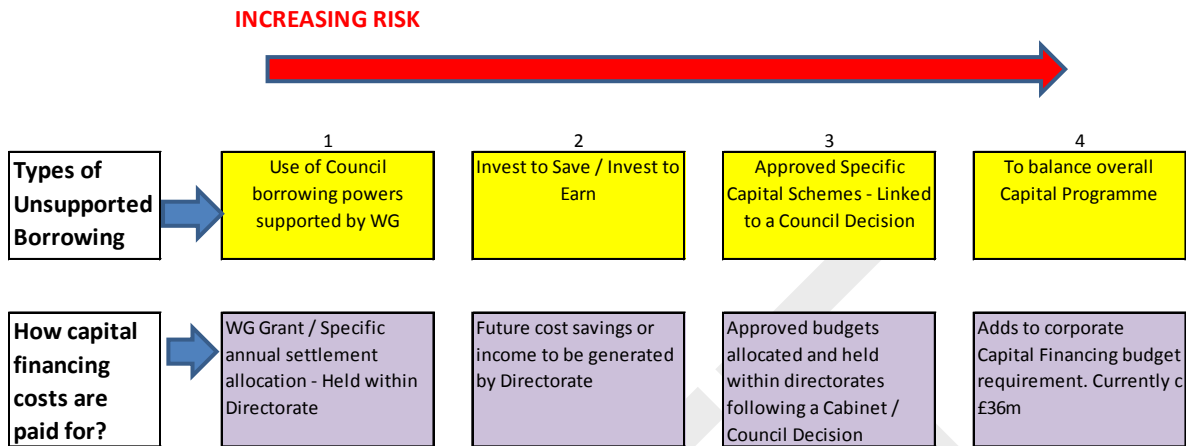 INCREASING RISK
1
2
3
4
Types of
Unsupported
Borrowing
Use of Council
borrowing powers
supported by WG
Invest to Save / Invest to
Earn
Approved Specific
Capital Schemes - Linked
to a Council Decision
To balance overall
Capital Programme
How capital
financing
costs are
paid for?
WG Grant / Specific
annual settlement
allocation - Held within
Directorate
Future cost savings or
income to be generated
by Directorate
Approved budgets
allocated and held
within directorates
following a Cabinet /
Council Decision
Adds to corporate
Capital Financing budget
requirement. Currently c
£36m